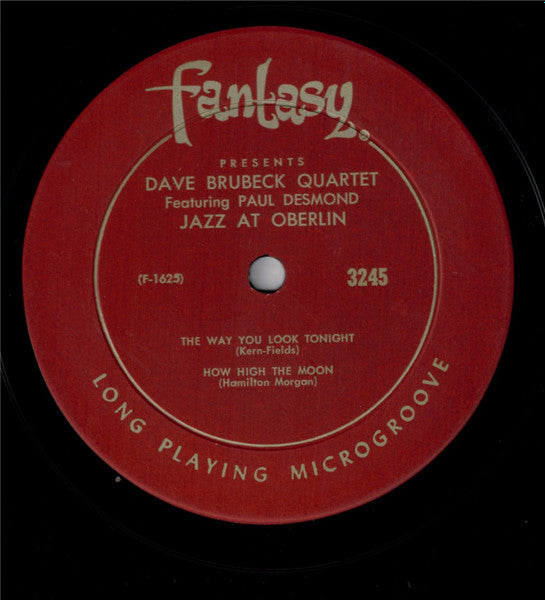 fantasy®
PRESENTS
DAVE BRUBECK QUARTET
Featuring PAUL DESMOND
JAZZ AT OBERLIN
(F-1625)
3245
THE WAY YOU LOOK TONIGHT
(Kern-Fields)
HOW HIGH THE MOON
(Hamilton Morgan)
LONG PLAYING MICROGROOVE